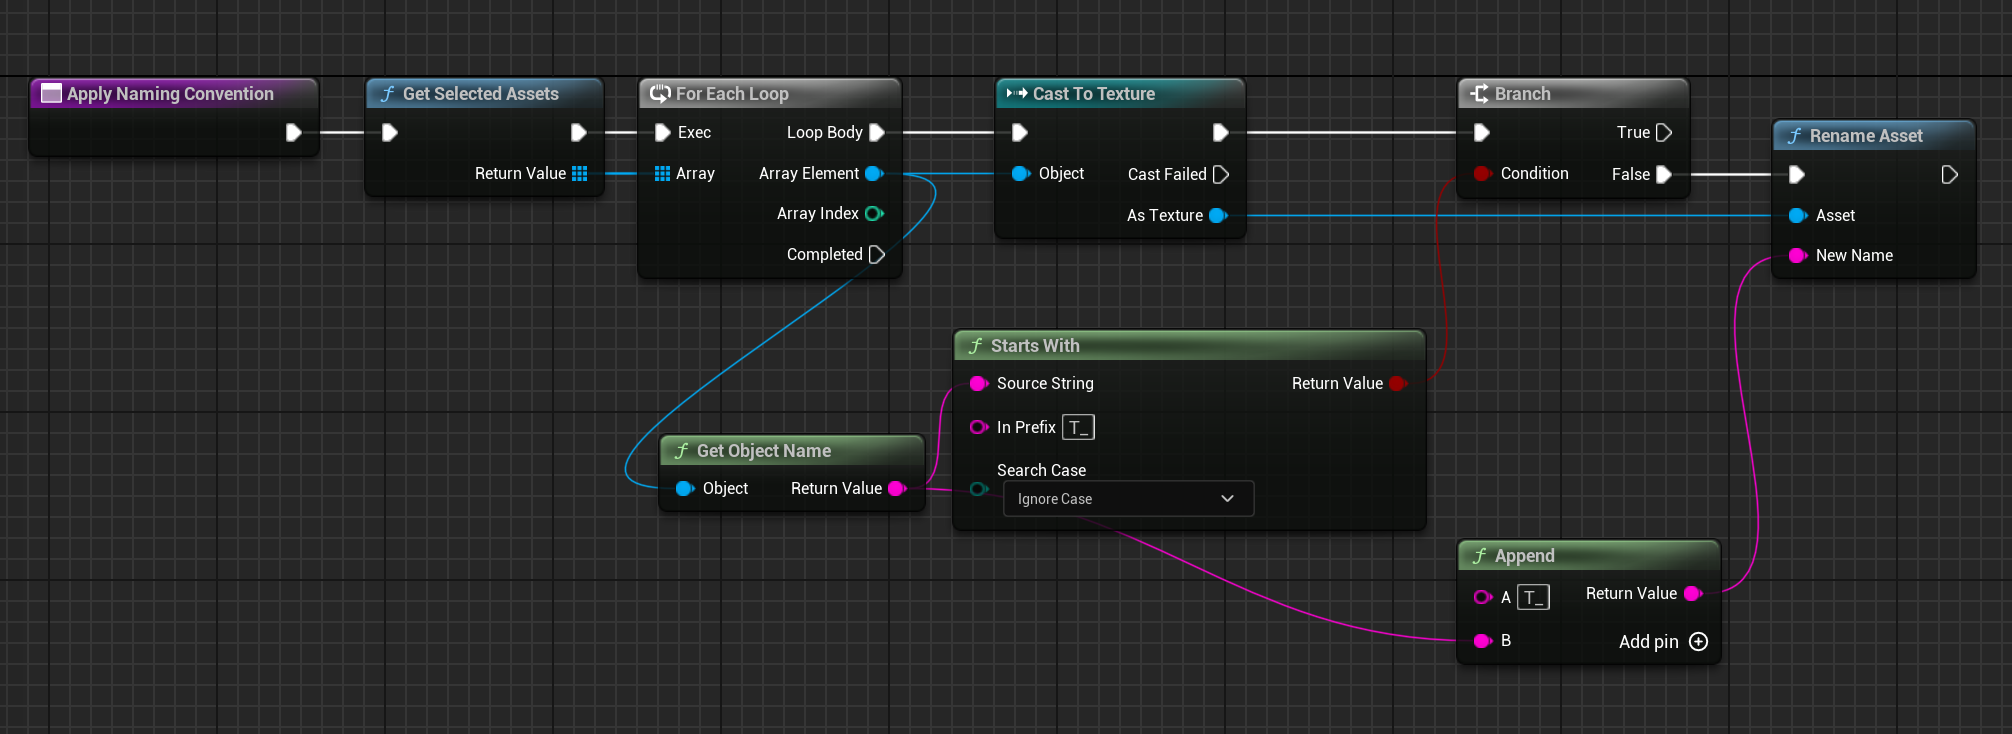 Apply Naming Convention
Get Selected Assets
Return Value
For Each Loop
Exec
Loop Body
Array
Array Element
Array Index
Completed
Cast To Texture
Object
Cast Failed
As Texture
Branch
True
Condition
False
Rename Asset
Asset
New Name
Get Object Name
Object
Return Value
Starts With
Source String
Return Value
In Prefix T_
Search Case
Ignore Case
Append
A T_
Return Value
B
Add pin